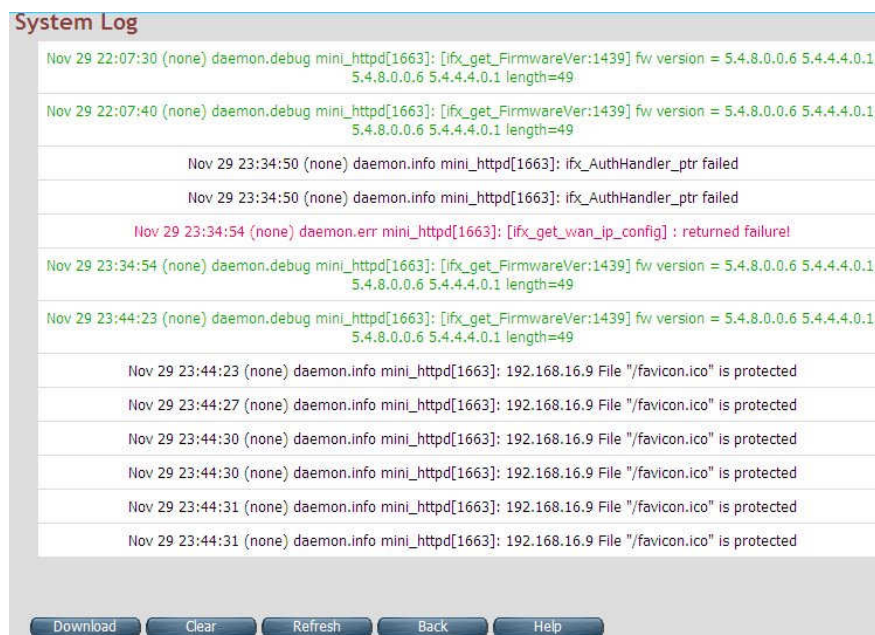 System Log
Nov 29 22:07:30 (none) daemon.debug mini_httpd[1663]: [ifx_get_FirmwareVer:1439] fw version = 5.4.8.0.0.6 5.4.4.4.0.1
5.4.8.0.0.6 5.4.4.4.0.1 length=49
Nov 29 22:07:40 (none) daemon.debug mini_httpd[1663]: [ifx_get_FirmwareVer:1439] fw version = 5.4.8.0.0.6 5.4.4.4.0.1
5.4.8.0.0.6 5.4.4.4.0.1 length=49
Nov 29 23:34:50 (none) daemon.info mini_httpd[1663]: ifx_AuthHandler_ptr failed
Nov 29 23:34:50 (none) daemon.info mini_httpd[1663]: ifx_AuthHandler_ptr failed
Nov 29 23:34:54 (none) daemon.err mini_httpd[1663]: [ifx_get_wan_ip_config] : returned failure!
Nov 29 23:34:54 (none) daemon.debug mini_httpd[1663]: [ifx_get_FirmwareVer:1439] fw version = 5.4.8.0.0.6 5.4.4.4.0.1
5.4.8.0.0.6 5.4.4.4.0.1 length=49
Nov 29 23:44:23 (none) daemon.debug mini_httpd[1663]: [ifx_get_FirmwareVer:1439] fw version = 5.4.8.0.0.6 5.4.4.4.0.1
5.4.8.0.0.6 5.4.4.4.0.1 length=49
Nov 29 23:44:23 (none) daemon.info mini_httpd[1663]: 192.168.16.9 File "/favicon.ico" is protected
Nov 29 23:44:27 (none) daemon.info mini_httpd[1663]: 192.168.16.9 File "/favicon.ico" is protected
Nov 29 23:44:30 (none) daemon.info mini_httpd[1663]: 192.168.16.9 File "/favicon.ico" is protected
Nov 29 23:44:30 (none) daemon.info mini_httpd[1663]: 192.168.16.9 File "/favicon.ico" is protected
Nov 29 23:44:31 (none) daemon.info mini_httpd[1663]: 192.168.16.9 File "/favicon.ico" is protected
Nov 29 23:44:31 (none) daemon.info mini_httpd[1663]: 192.168.16.9 File "/favicon.ico" is protected
Download Clear Refresh Back Help